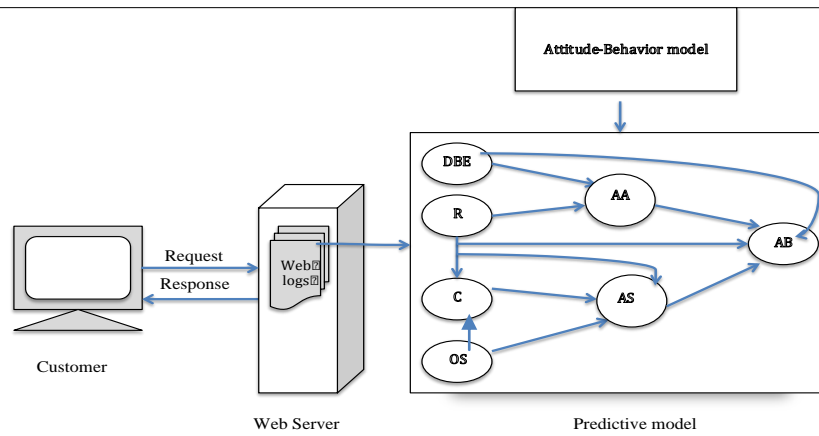 Attitude-Behavior model
DBE
AA
R
AB
Request
Web
Response
logs
C
AS
OS
Customer
Web Server
Predictive model